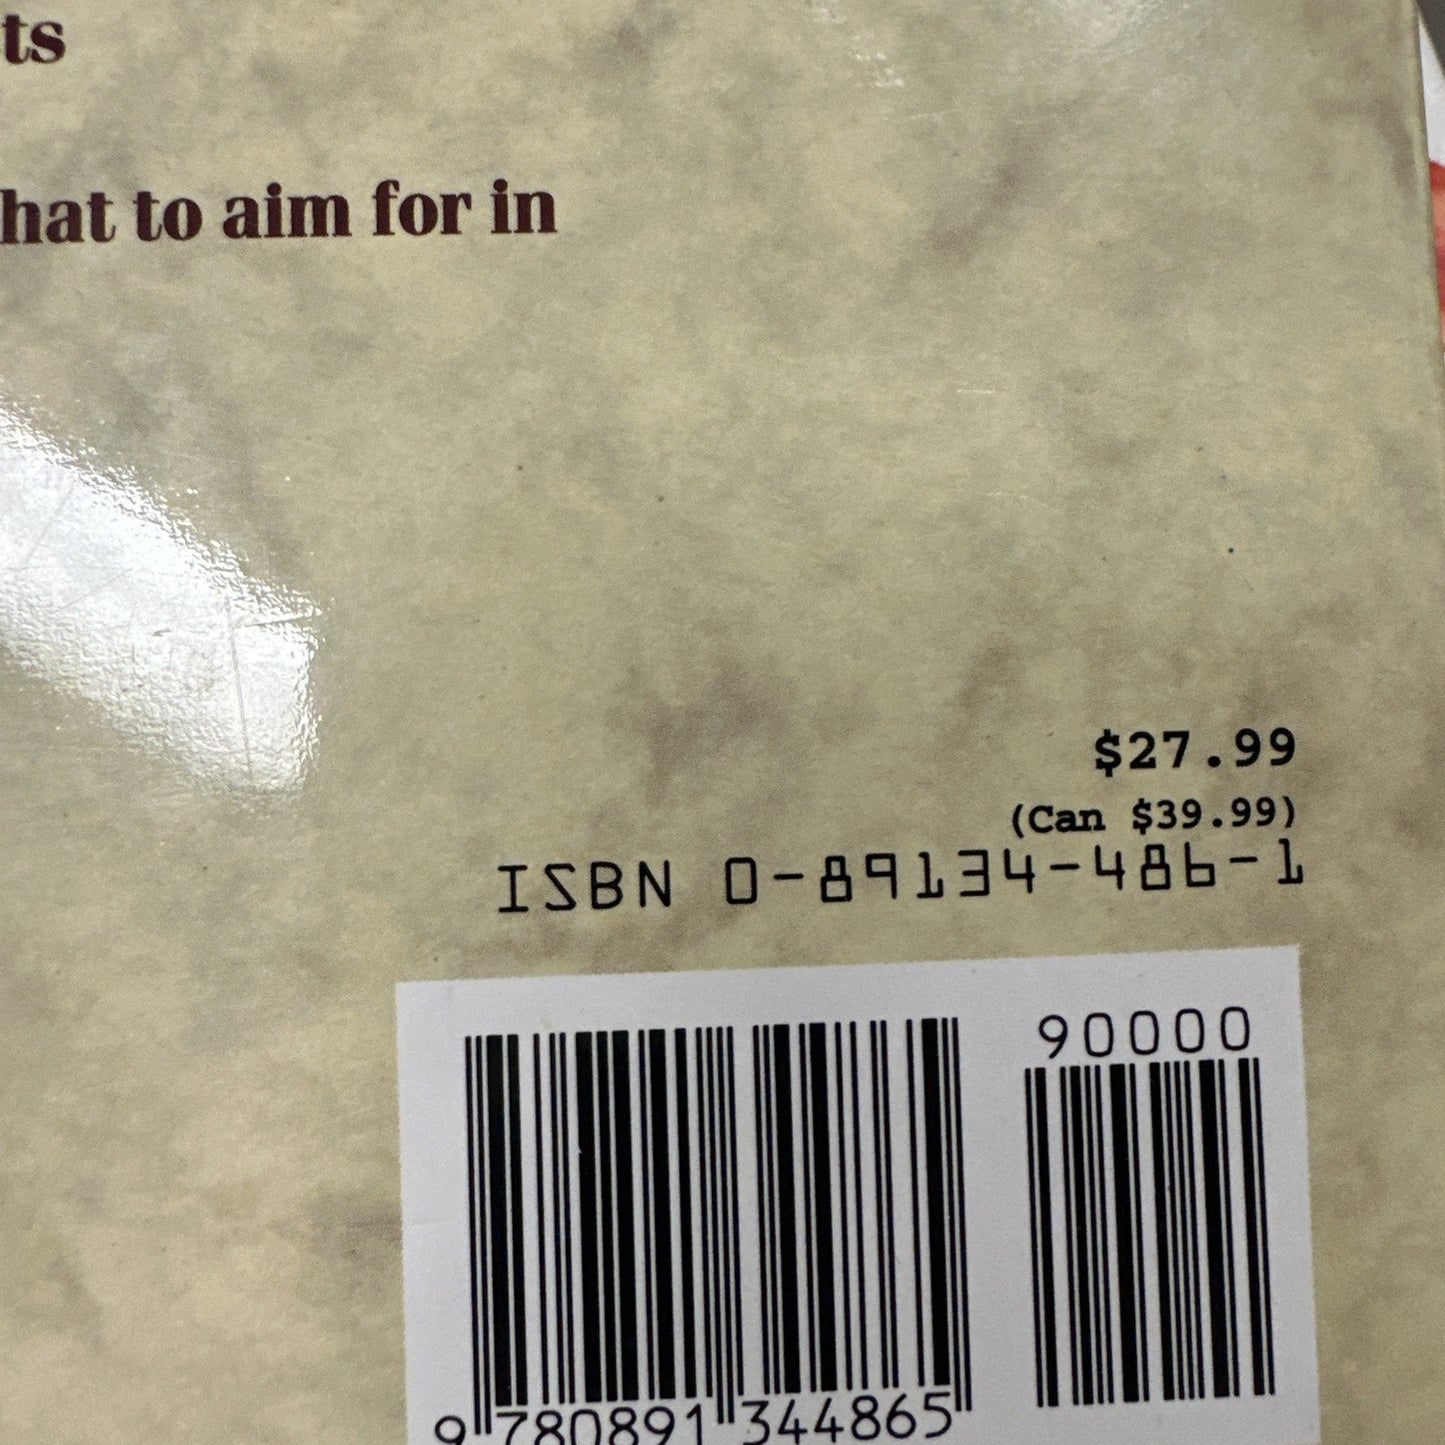 ts
hat to aim for in
$27.99
(Can $39.99)
ISBN 0-89134-486-1
90000
9 780891 344865